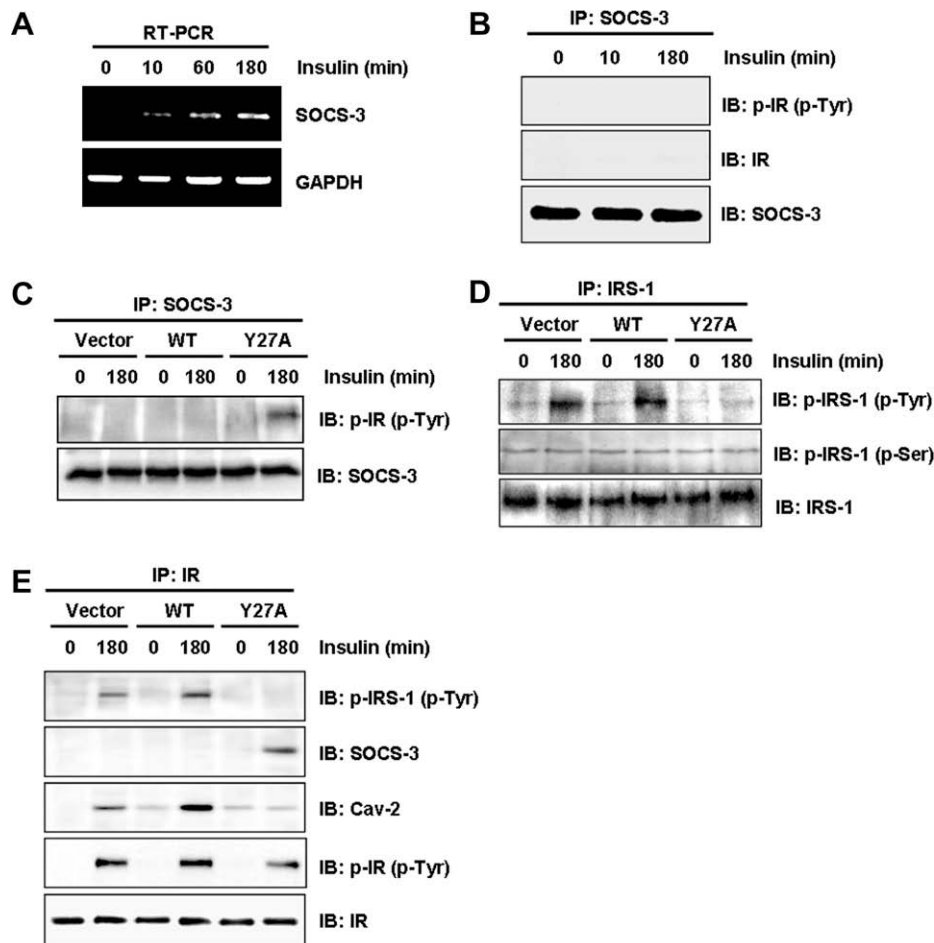 A
RT-PCR
0 10 60 180 Insulin (min)
SOCS-3
GAPDH
B
IP: SOCS-3
0 10 180 Insulin (min)
IB: p-IR (p-Tyr)
IB: IR
IB: SOCS-3
C
IP: SOCS-3
Vector WT Y27A
0 180 0 180 0 180 Insulin (min)
IB: p-IR (p-Tyr)
IB: SOCS-3
D
IP: IRS-1
Vector WT Y27A
0 180 0 180 0 180 Insulin (min)
IB: p-IRS-1 (p-Tyr)
IB: p-IRS-1 (p-Ser)
IB: IRS-1
E
IP: IR
Vector WT Y27A
0 180 0 180 0 180 Insulin (min)
IB: p-IRS-1 (p-Tyr)
IB: SOCS-3
IB: Cav-2
IB: p-IR (p-Tyr)
IB: IR